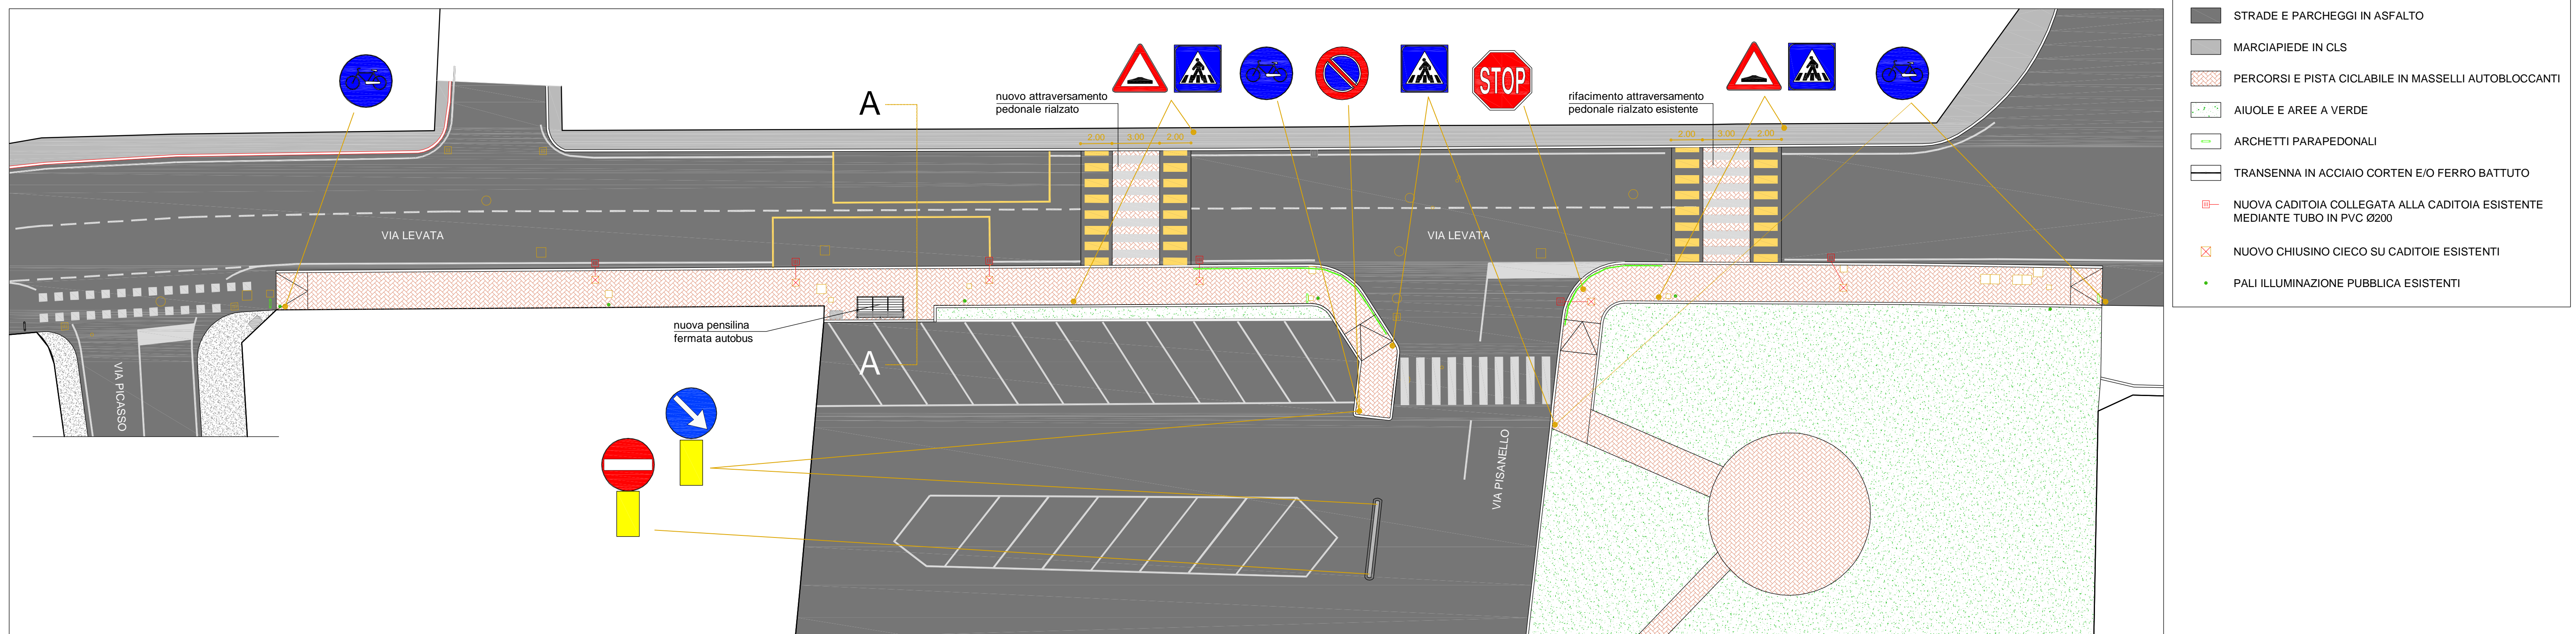 A
nuovo attraversamento
pedonale rialzato
STOP
rifacimento attraversamento
pedonale rialzato esistente
2.00 3.00 2.00
2.00 3.00 2.00
VIA LEVATA
VIA LEVATA
nuova pensilina
fermata autobus
A
VIA PICASSO
VIA PISANELLO
STRADE E PARCHEGGI IN ASFALTO
MARCIAPIEDE IN CLS
PERCORSI E PISTA CICLABILE IN MASSELLI AUTOBLOCCANTI
AIUOLE E AREE A VERDE
ARCHETTI PARAPEDONALI
TRANSENNA IN ACCIAIO CORTEN E/O FERRO BATTUTO
NUOVA CADITOIA COLLEGATA ALLA CADITOIA ESISTENTE
MEDIANTE TUBO IN PVC Ø200
NUOVO CHIUSINO CIECO SU CADITOIE ESISTENTI
PALI ILLUMINAZIONE PUBBLICA ESISTENTI